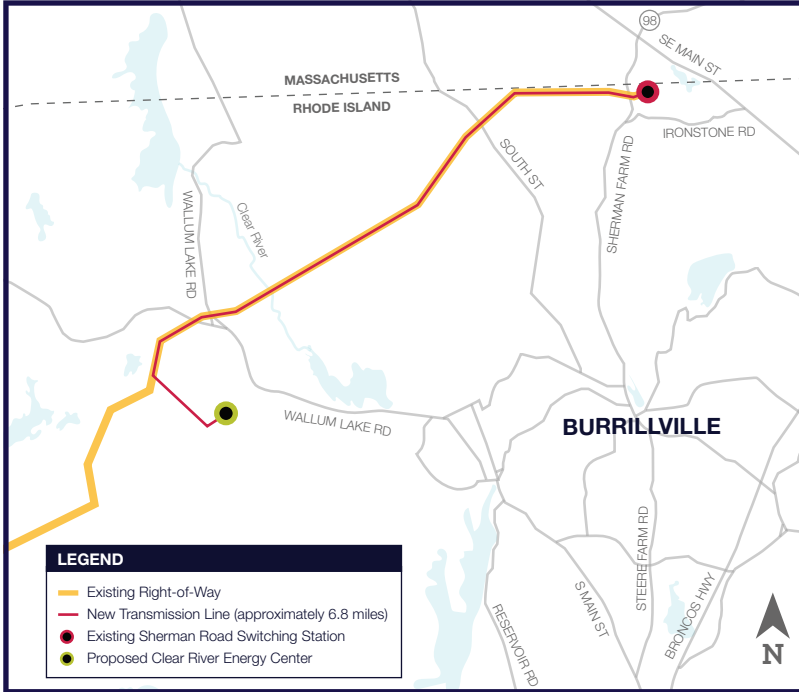 98
SE MAIN ST
MASSACHUSETTS
RHODE ISLAND
IRONSTONE RD
SOUTH ST
SHERMAN FARM RD
WALLUM LAKE RD
Clear River
WALLUM LAKE RD
BURRILLVILLE
STEERE FARM RD
S MAIN ST
BRONCOS HWY
RESERVOIR RD
N
LEGEND
Existing Right-of-Way
New Transmission Line (approximately 6.8 miles)
Existing Sherman Road Switching Station
Proposed Clear River Energy Center